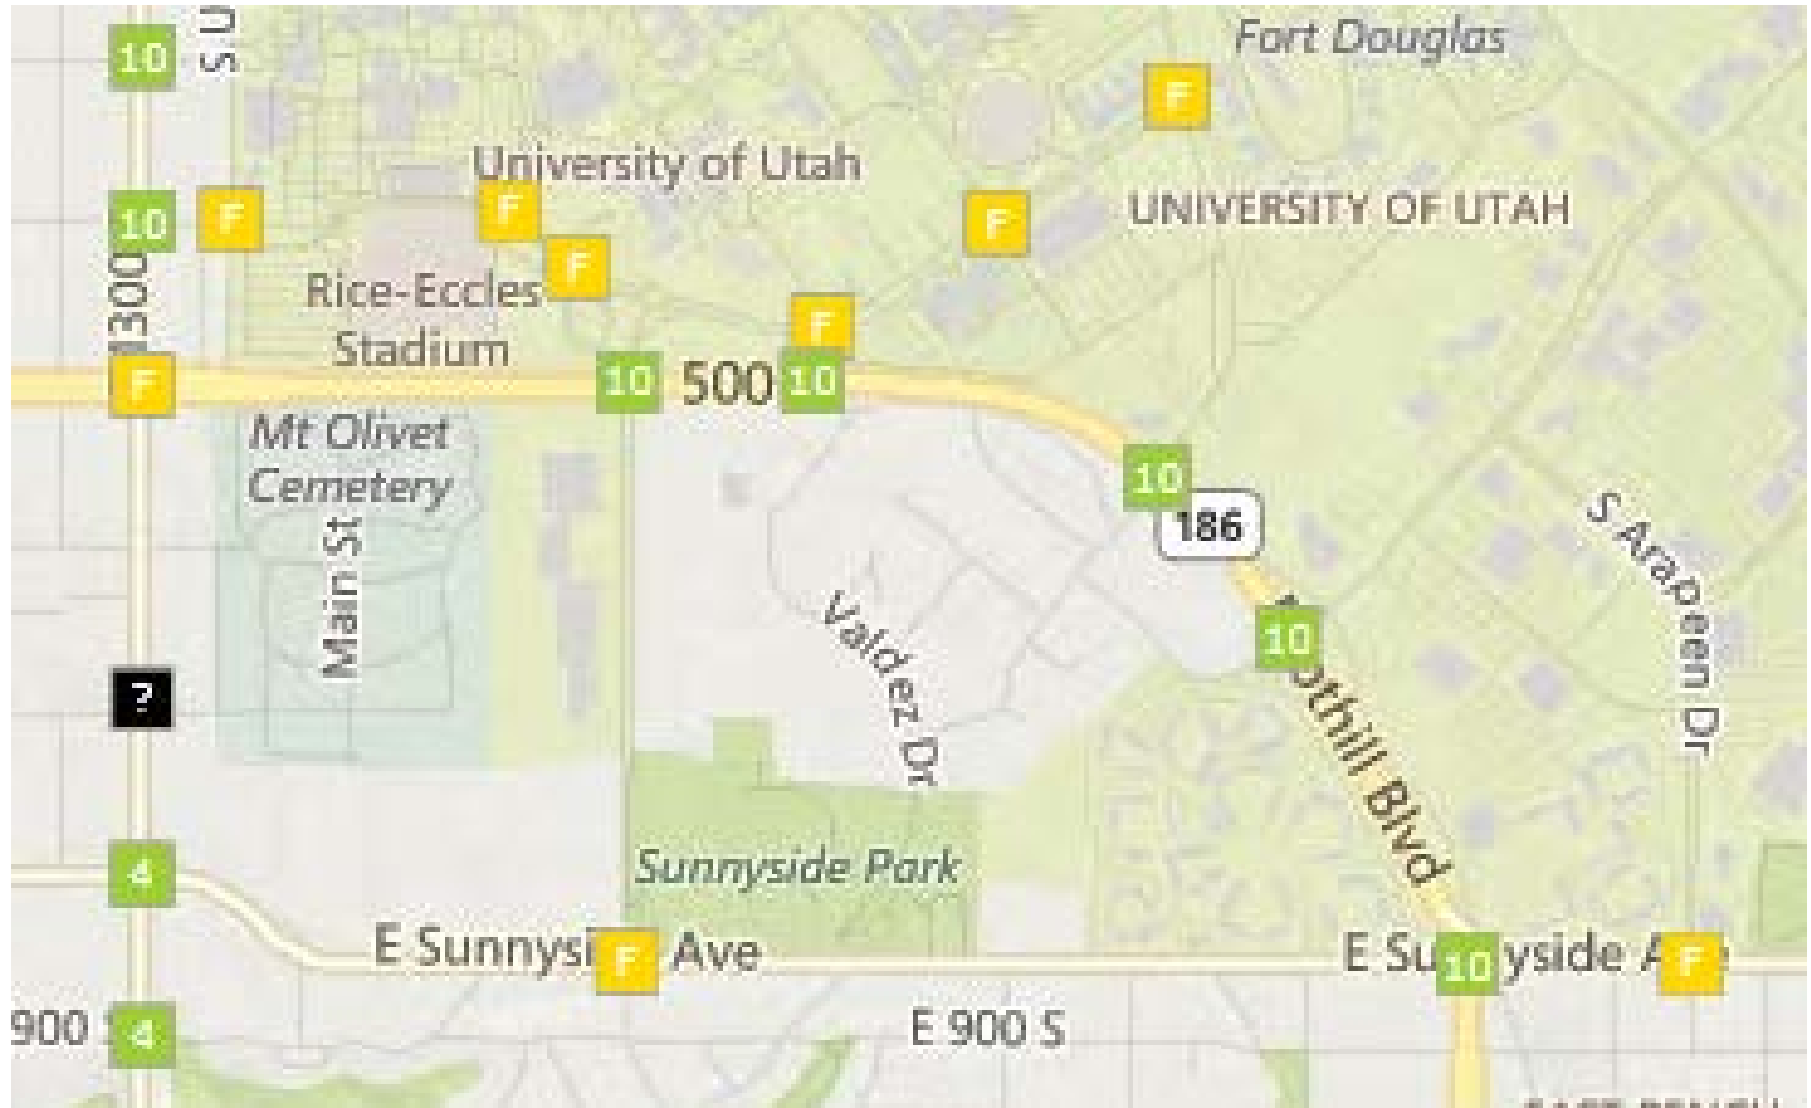 10
S U
Fort Douglas
F
University of Utah
10
F
F
F
UNIVERSITY OF UTAH
F
1300
Rice-Eccles
Stadium
F
F
10
500
10
Mt Olivet
Cemetery
10
186
S Arapeen Dr
Main St
Valdez Dr
10
othill Blvd
?
4
Sunnyside Park
E Sunnysi
F
Ave
E Su
10
yside A
F
900 S
4
E 900 S